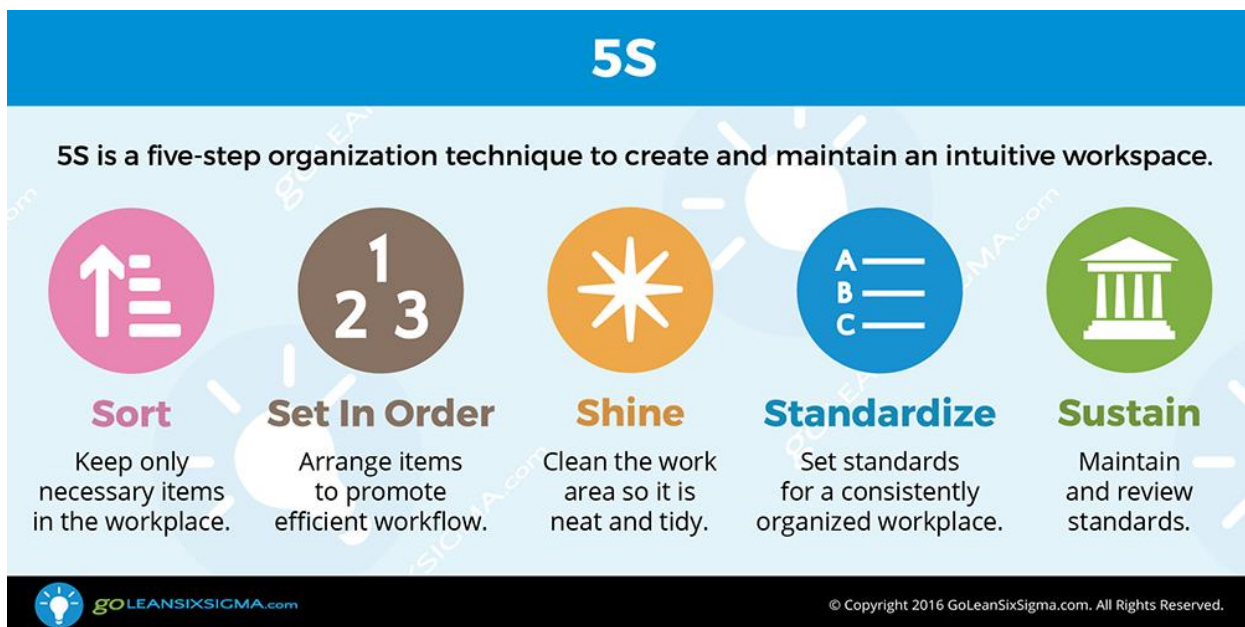 5S
5S is a five-step organization technique to create and maintain an intuitive workspace.
1
2 3
A
B
C
Sort
Keep only
necessary items
in the workplace.
Set In Order
Arrange items
to promote
efficient workflow.
Shine
Clean the work
area so it is
neat and tidy.
Standardize
Set standards
for a consistently
organized workplace.
Sustain
Maintain
and review
standards.
goLEANSIXSIGMA.com
© Copyright 2016 GoLeanSixSigma.com. All Rights Reserved.